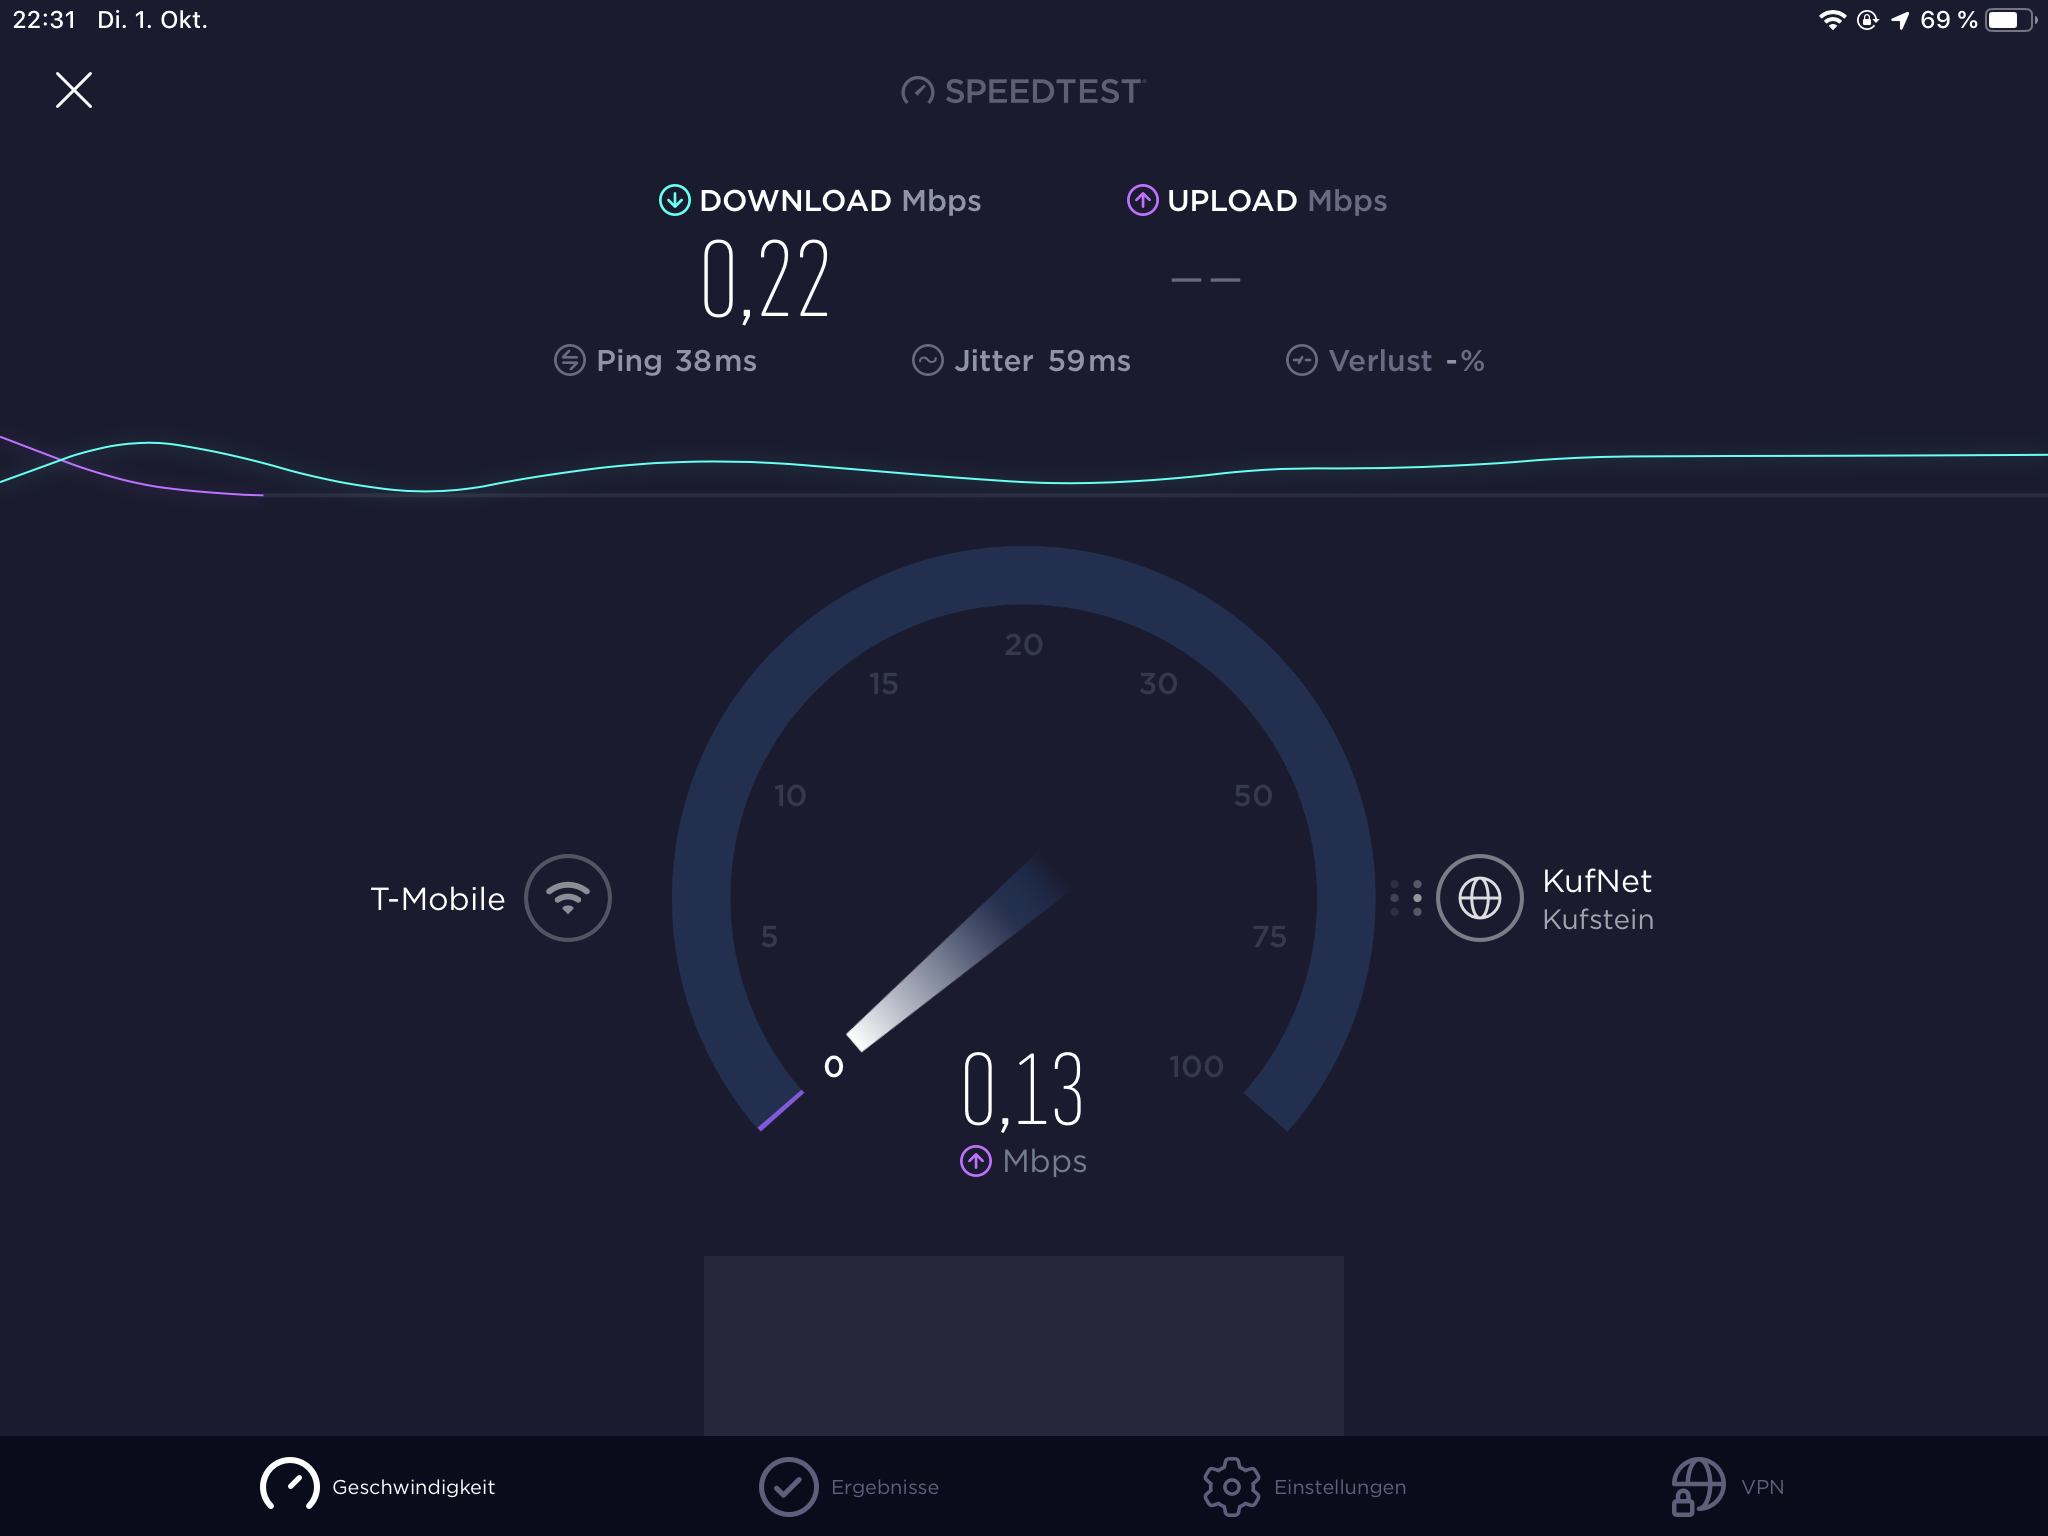 22:31 Di. 1. Okt. 69 %
SPEEDTEST
DOWNLOAD Mbps UPLOAD Mbps
0,22 – –
Ping 38ms Jitter 59ms Verlust -%
20
15 30
10 50
T-Mobile
KufNet
Kufstein
5 75
0 100
0,13
Mbps
Geschwindigkeit Ergebnisse Einstellungen VPN